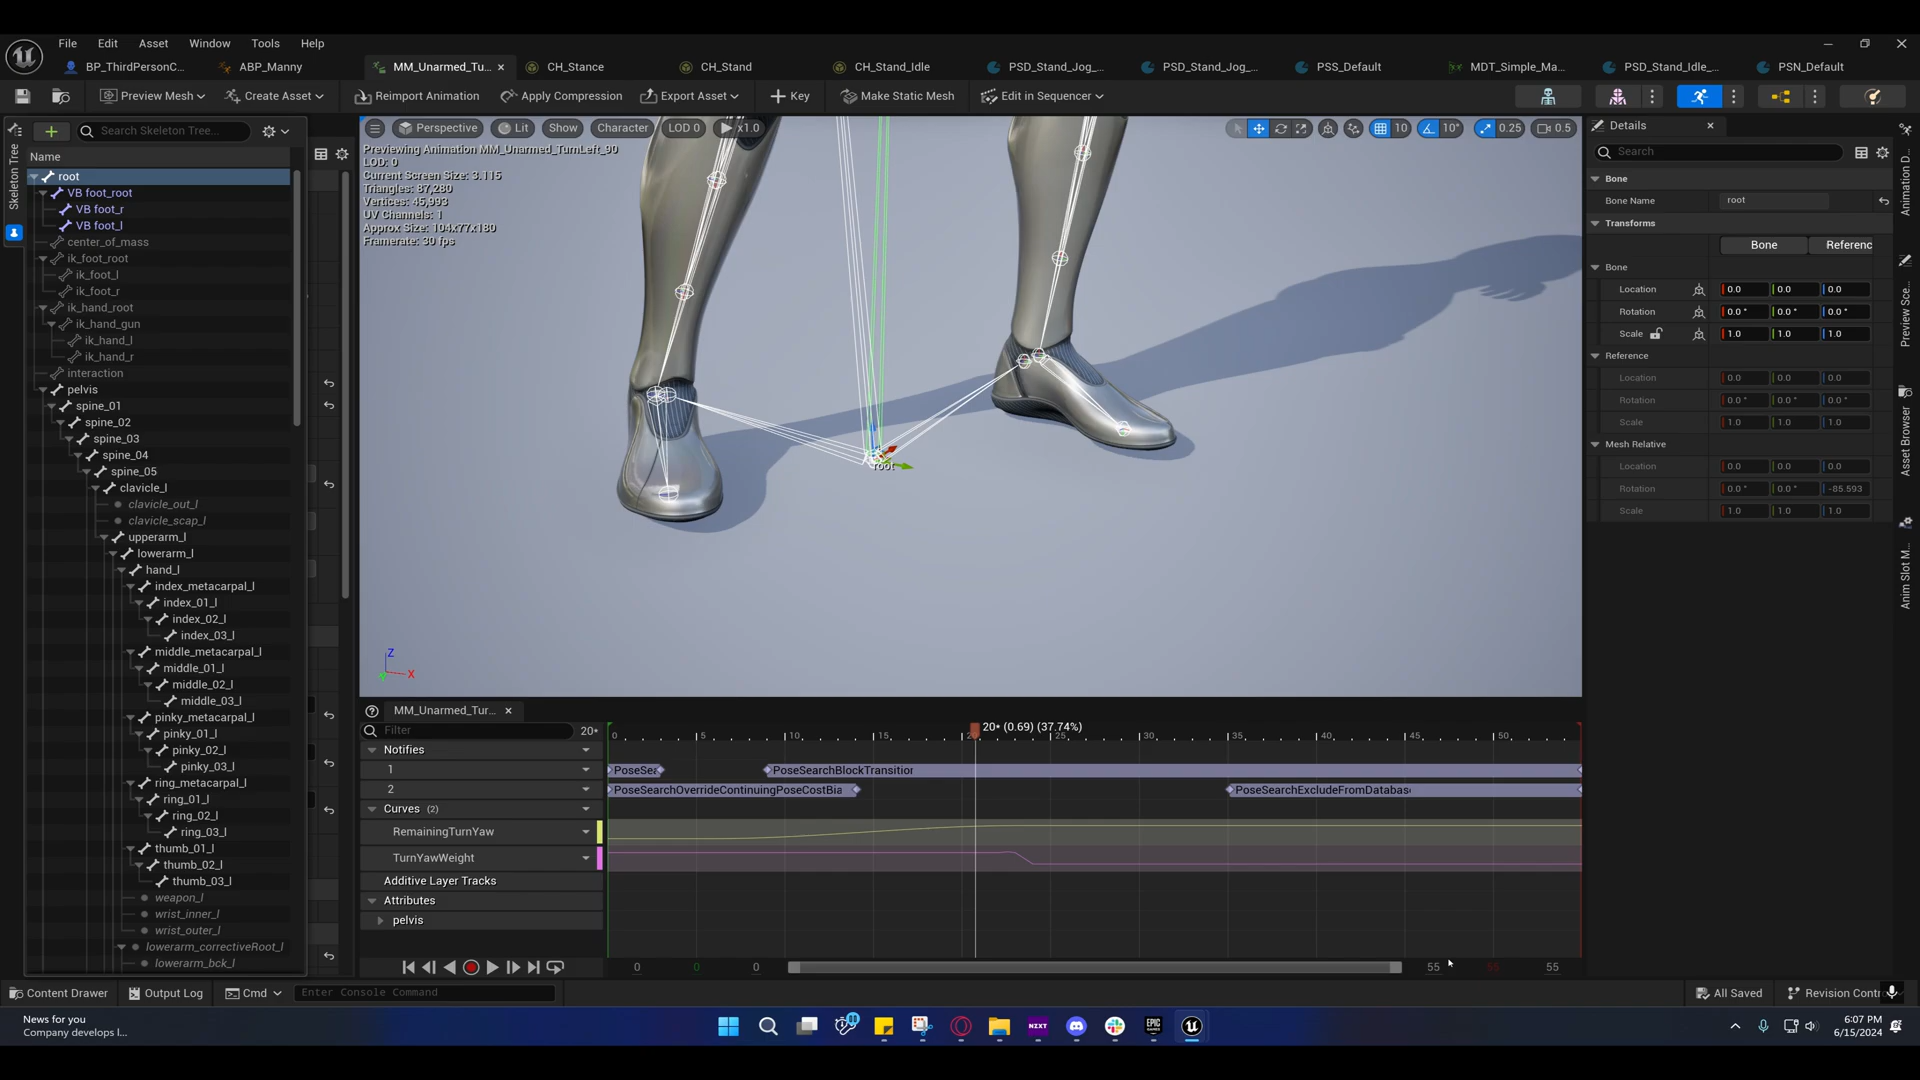 File Edit Asset Window Tools Help
BP_ThirdPersonC... ABP_Manny MM_Unarmed_Tu... CH_Stance CH_Stand CH_Stand_Idle PSD_Stand_Jog_... PSD_Stand_Jog_... PSS_Default MDT_Simple_Ma... PSD_Stand_Idle_... PSN_Default
Preview Mesh Create Asset Reimport Animation Apply Compression Export Asset Key Make Static Mesh Edit in Sequencer
Search Skeleton Tree...
Name
Skeleton Tree
root
VB foot_root
VB foot_r
VB foot_l
center_of_mass
ik_foot_root
ik_foot_l
ik_foot_r
ik_hand_root
ik_hand_gun
ik_hand_l
ik_hand_r
interaction
pelvis
spine_01
spine_02
spine_03
spine_04
spine_05
clavicle_l
clavicle_out_l
clavicle_scap_l
upperarm_l
lowerarm_l
hand_l
index_metacarpal_l
index_01_l
index_02_l
index_03_l
middle_metacarpal_l
middle_01_l
middle_02_l
middle_03_l
pinky_metacarpal_l
pinky_01_l
pinky_02_l
pinky_03_l
ring_metacarpal_l
ring_01_l
ring_02_l
ring_03_l
thumb_01_l
thumb_02_l
thumb_03_l
weapon_l
wrist_inner_l
wrist_outer_l
lowerarm_correctiveRoot_l
lowerarm_bck_l
Perspective Lit Show Character LOD 0 x1.0 10 10° 0.25 0.5
Previewing Animation MM_Unarmed_TurnLeft_90
LOD: 0
Current Screen Size: 3.115
Triangles: 87,280
Vertices: 45,993
UV Channels: 1
Approx Size: 104x77x180
Framerate: 30 fps
root
Z
X
MM_Unarmed_Tur...
Filter 20*
20* (0.69) (37.74%)
0 5 10 15 20 25 30 35 40 45 50
Notifies
1 PoseSea PoseSearchBlockTransition
2 PoseSearchOverrideContinuingPoseCostBia PoseSearchExcludeFromDatabas
Curves (2)
RemainingTurnYaw
TurnYawWeight
Additive Layer Tracks
Attributes
pelvis
0 0 0 55 55 55
Details
Search
Bone
Bone Name root
Transforms
Bone Referenc
Bone
Location 0.0 0.0 0.0
Rotation 0.0 ° 0.0 ° 0.0 °
Scale 1.0 1.0 1.0
Reference
Location 0.0 0.0 0.0
Rotation 0.0 ° 0.0 ° 0.0 °
Scale 1.0 1.0 1.0
Mesh Relative
Location 0.0 0.0 0.0
Rotation 0.0 ° 0.0 ° -85.593
Scale 1.0 1.0 1.0
Animation D...
Preview Sce...
Asset Browser
Anim Slot M...
Content Drawer Output Log Cmd Enter Console Command All Saved Revision Contr
News for you
Company develops l...
NZXT
EPIC
6:07 PM
6/15/2024